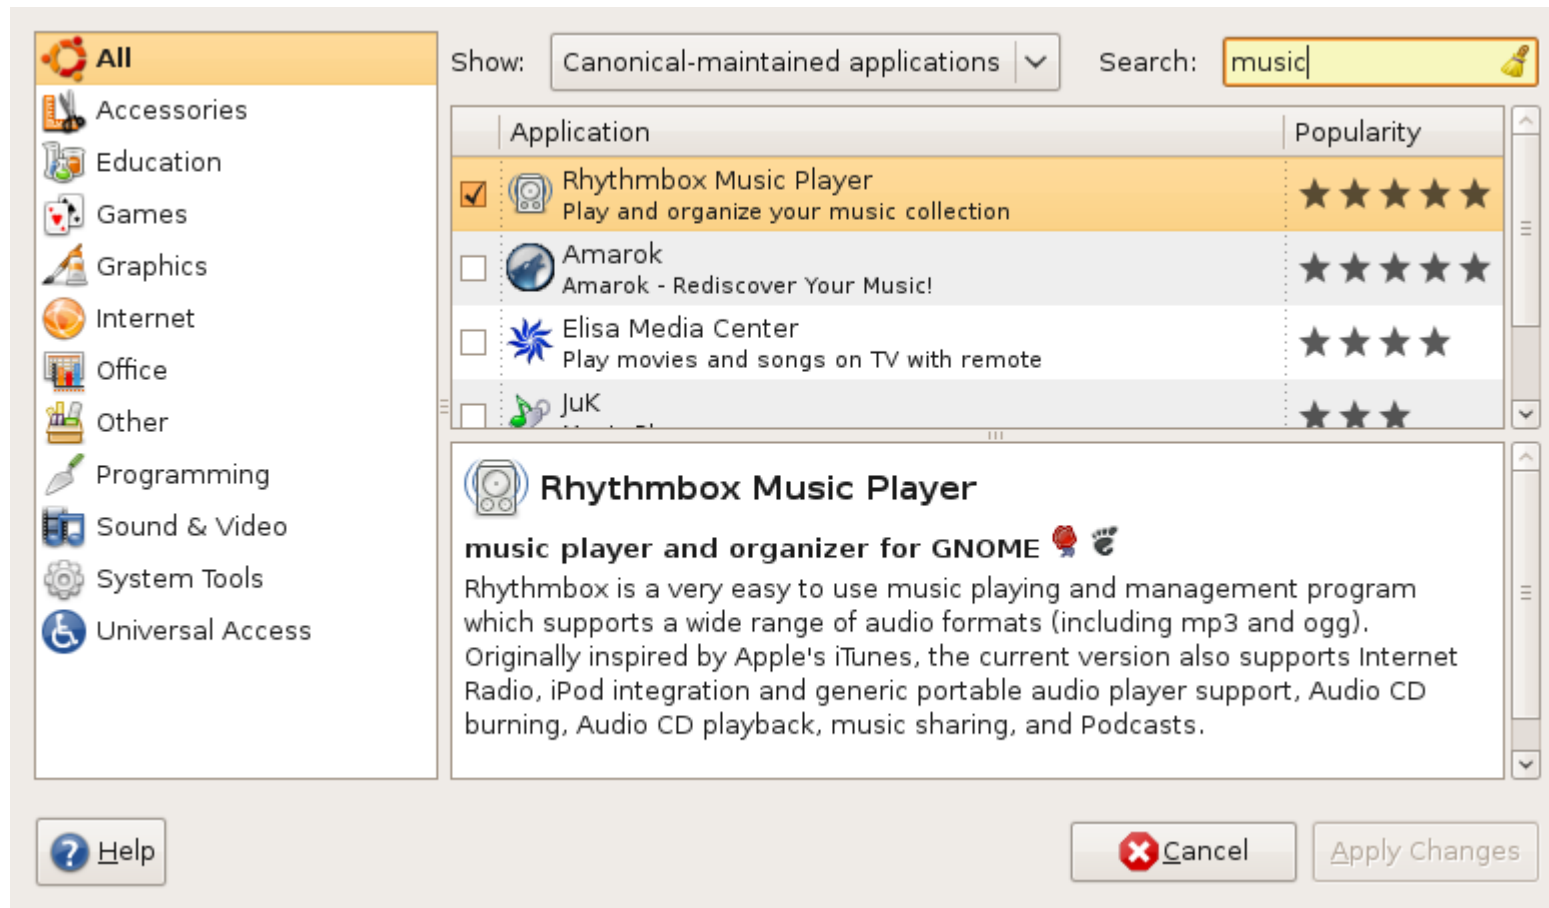 All
Accessories
Education
Games
Graphics
Internet
Office
Other
Programming
Sound & Video
System Tools
Universal Access
Show: Canonical-maintained applications Search: music
Application Popularity
Rhythmbox Music Player
Play and organize your music collection
Amarok
Amarok - Rediscover Your Music!
Elisa Media Center
Play movies and songs on TV with remote
JuK
Rhythmbox Music Player
music player and organizer for GNOME
Rhythmbox is a very easy to use music playing and management program
which supports a wide range of audio formats (including mp3 and ogg).
Originally inspired by Apple's iTunes, the current version also supports Internet
Radio, iPod integration and generic portable audio player support, Audio CD
burning, Audio CD playback, music sharing, and Podcasts.
Help Cancel Apply Changes